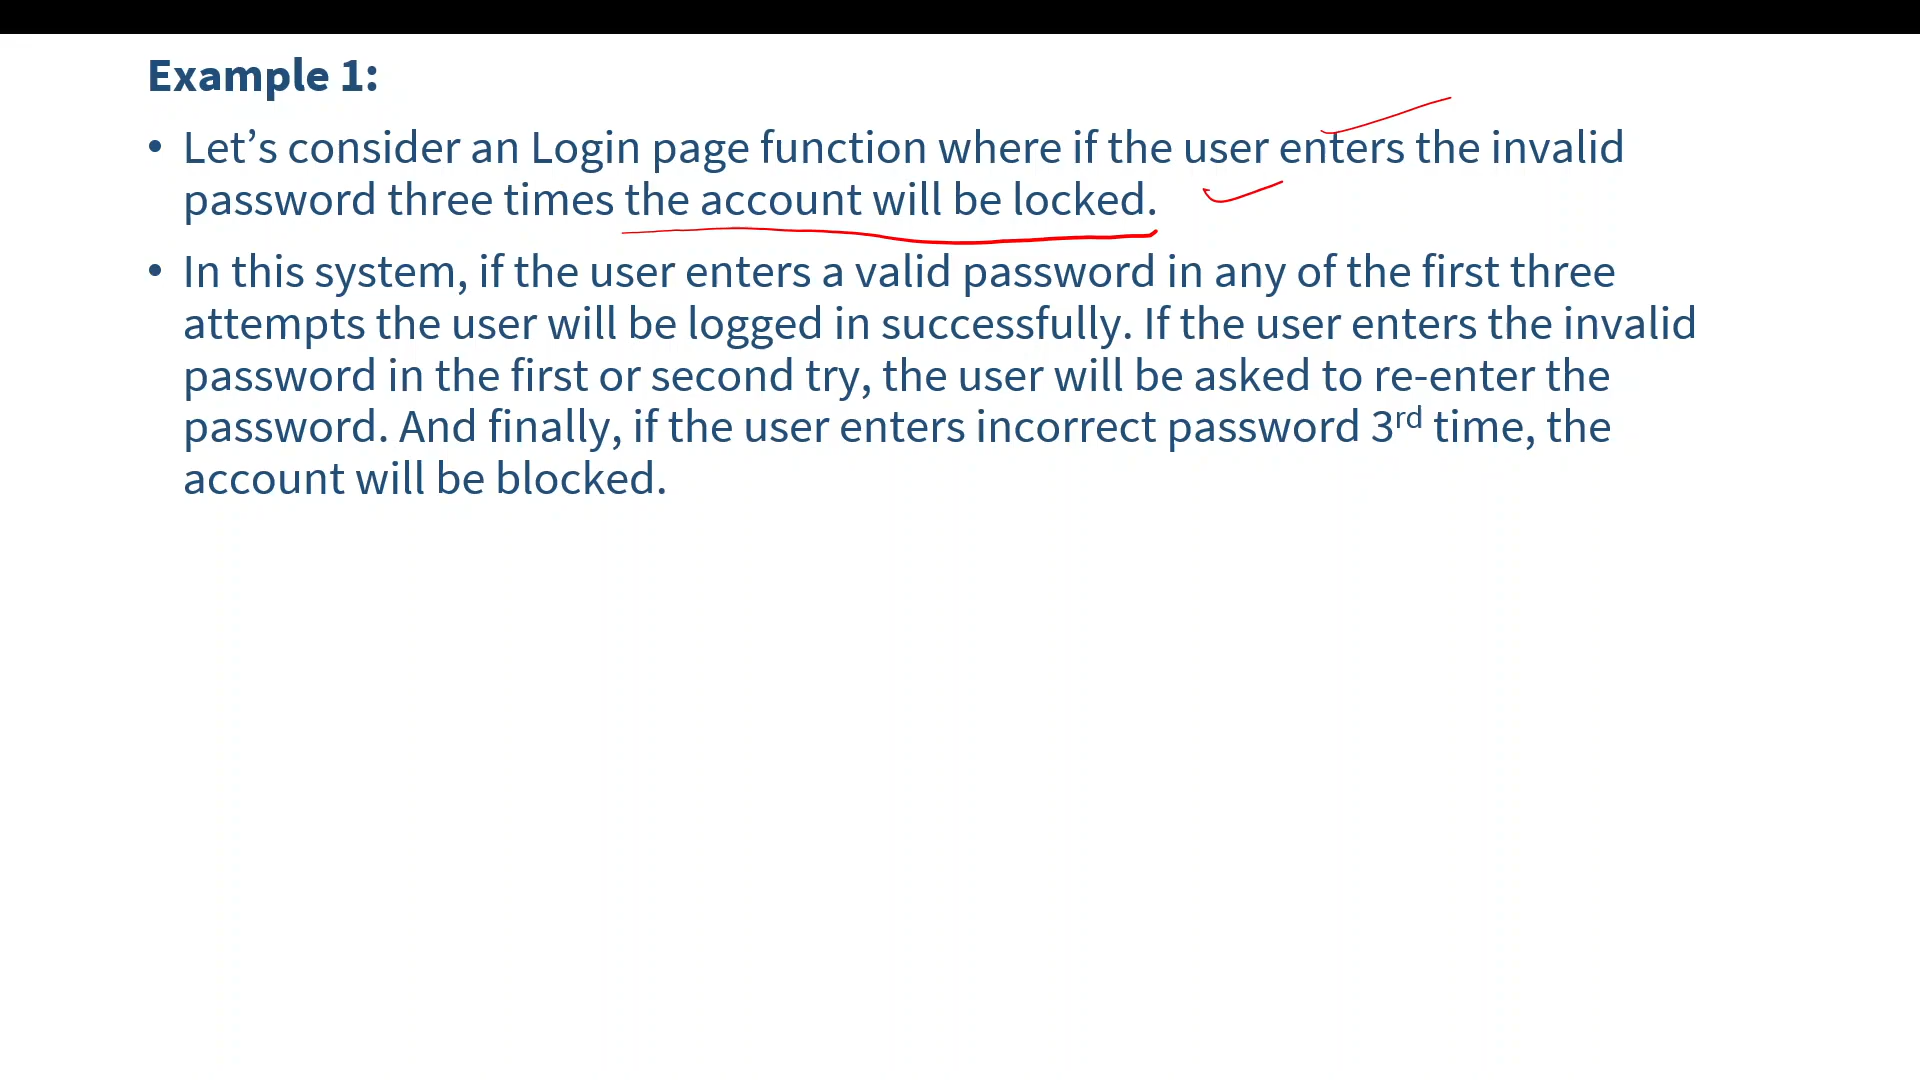 Example 1:
• Let’s consider an Login page function where if the user enters the invalid
password three times the account will be locked.
• In this system, if the user enters a valid password in any of the first three
attempts the user will be logged in successfully. If the user enters the invalid
password in the first or second try, the user will be asked to re-enter the
password. And finally, if the user enters incorrect password 3rd time, the
account will be blocked.